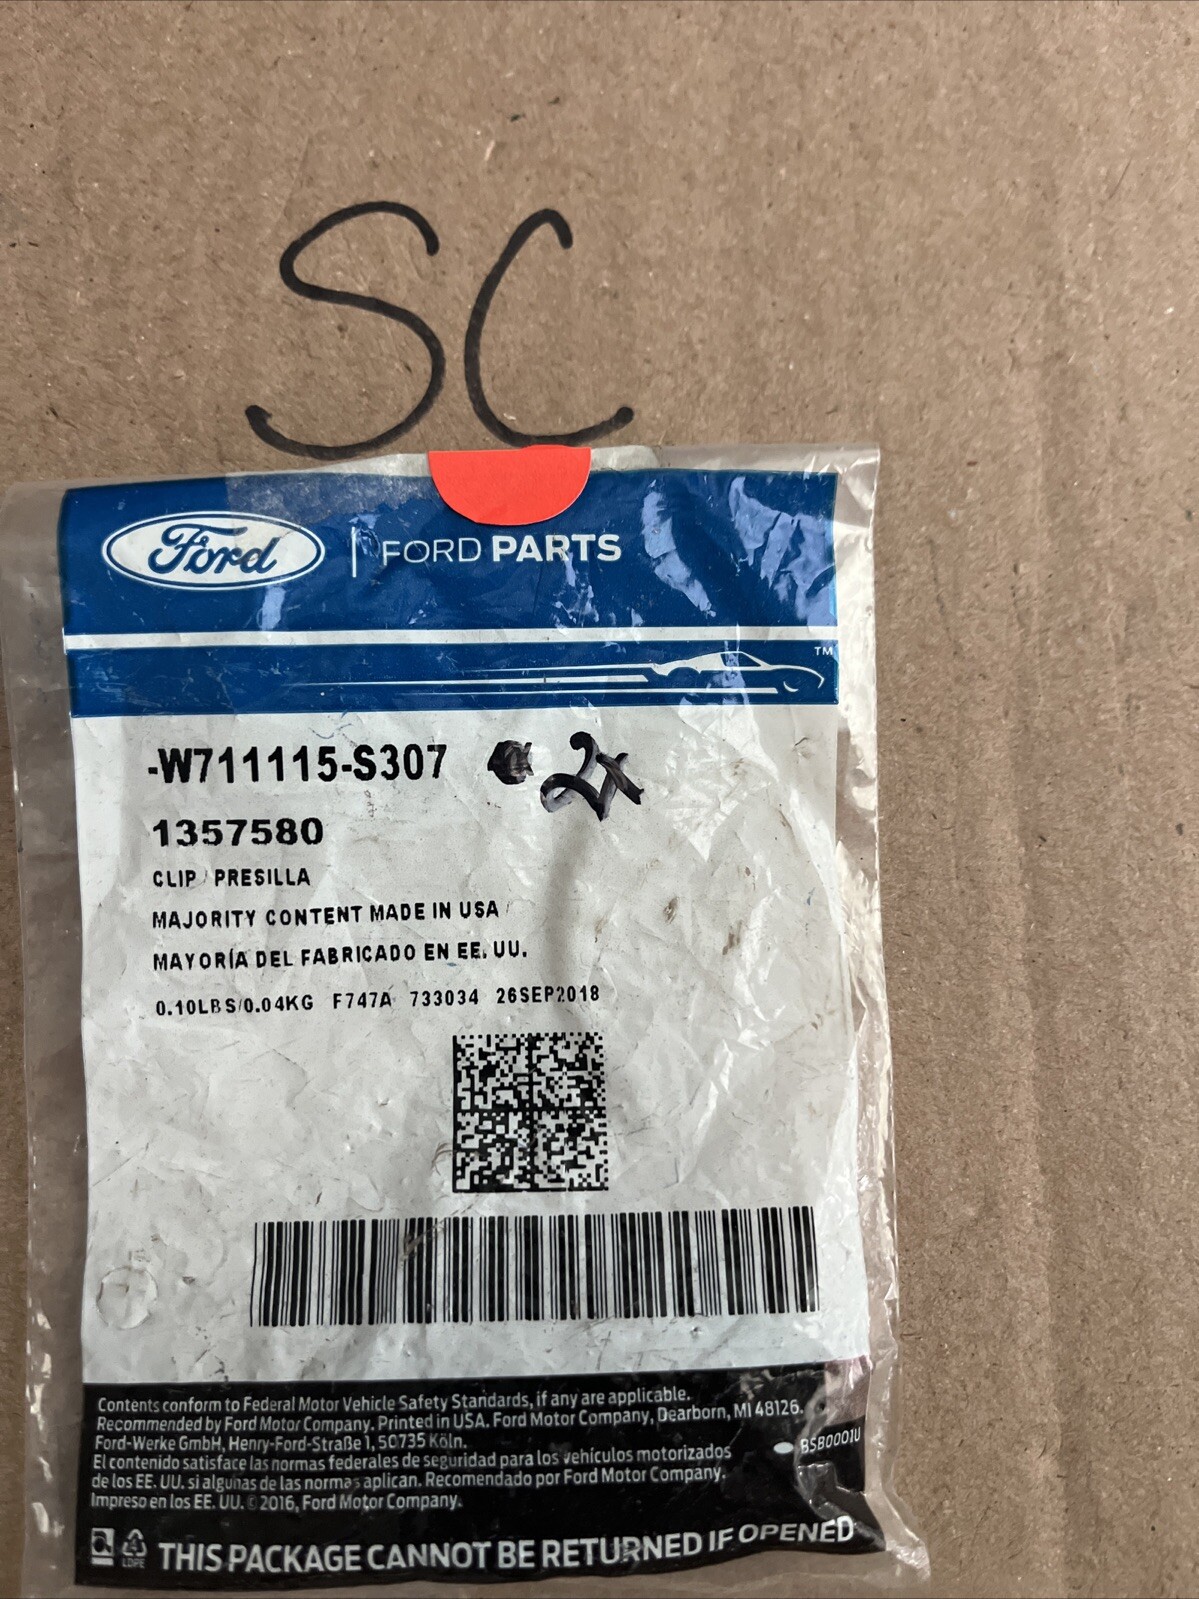 SC
Ford | FORD PARTS
TM
-W711115-S307
1357580
CLIP / PRESILLA
MAJORITY CONTENT MADE IN USA /
MAYORÍA DEL FABRICADO EN EE. UU.
0.10LBS/0.04KG F747A 733034 26SEP2018
Contents conform to Federal Motor Vehicle Safety Standards, if any are applicable.
Recommended by Ford Motor Company. Printed in USA. Ford Motor Company, Dearborn, MI 48126.
Ford-Werke GmbH, Henry-Ford-Straße 1, 50735 Köln.
El contenido satisface las normas federales de seguridad para los vehículos motorizados
de los EE. UU. si algunas de las normas aplican. Recomendado por Ford Motor Company.
Impreso en los EE. UU. © 2016, Ford Motor Company.
BSB0001U
4
LDPE
THIS PACKAGE CANNOT BE RETURNED IF OPENED